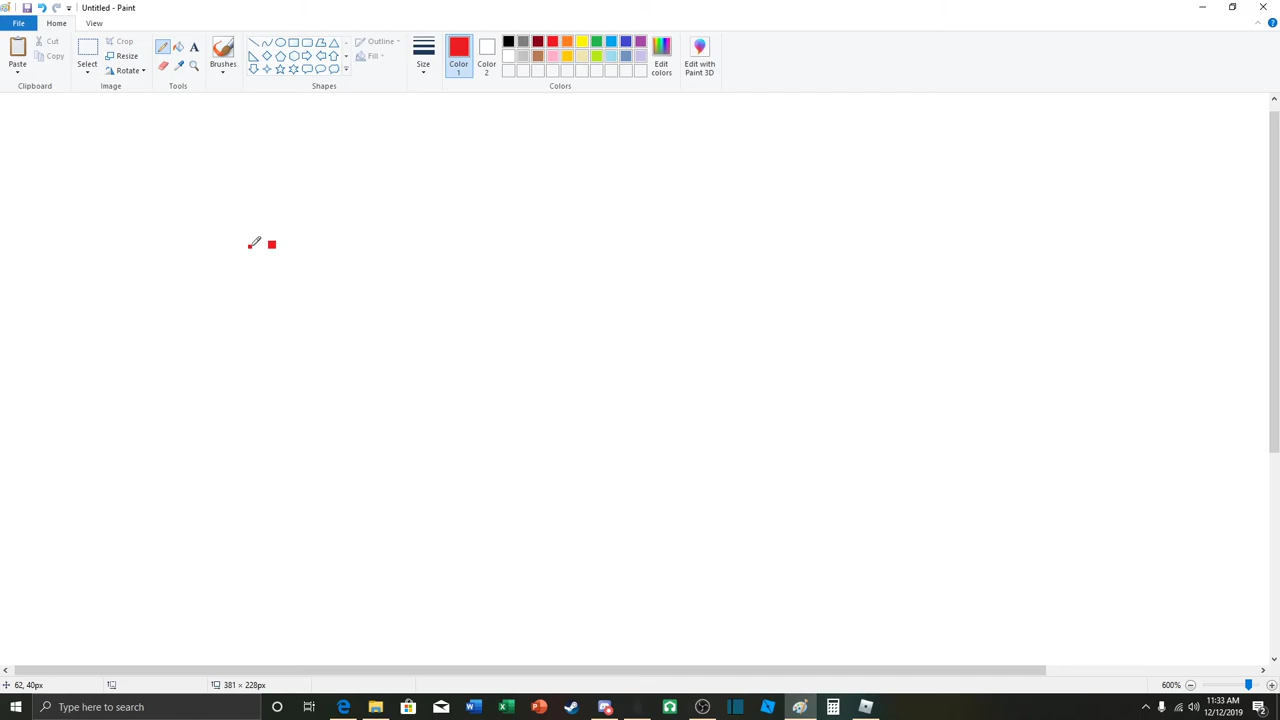 Untitled - Paint
File Home View
Paste
Cut
Copy
Clipboard
Select
Crop
Resize
Rotate
Image
A
Tools
Brushes
Shapes
Outline
Fill
Size
Color 1
Color 2
Colors
Edit colors
Edit with Paint 3D
62, 40px
381 × 228px
600%
Type here to search
11:33 AM
12/12/2019